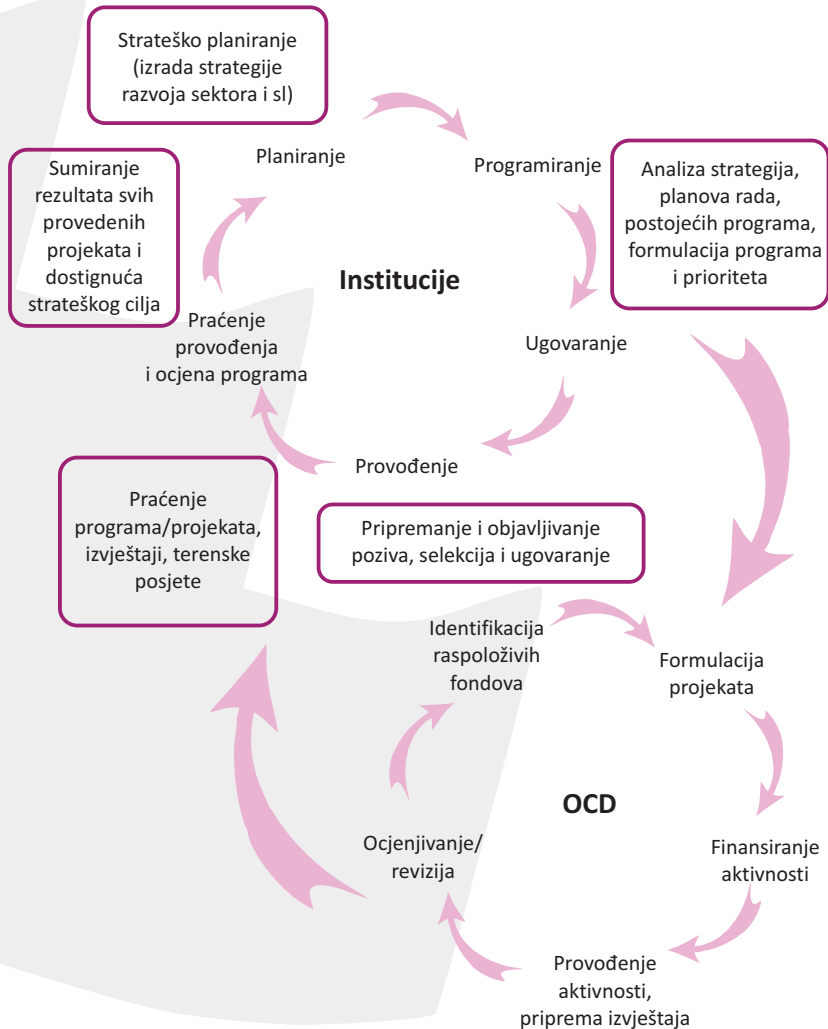 Strateško planiranje
(izrada strategije
razvoja sektora i sl)
Planiranje
Programiranje
Sumiranje
rezultata svih
provedenih
projekata i
dostignuća
strateškog cilja
Analiza strategija,
planova rada,
postojećih programa,
formulacija programa
i prioriteta
Institucije
Praćenje
provođenja
i ocjena programa
Ugovaranje
Provođenje
Praćenje
programa/projekata,
izvještaji, terenske
posjete
Pripremanje i objavljivanje
poziva, selekcija i ugovaranje
Identifikacija
raspoloživih
fondova
Formulacija
projekata
OCD
Ocjenjivanje/
revizija
Finansiranje
aktivnosti
Provođenje
aktivnosti,
priprema izvještaja